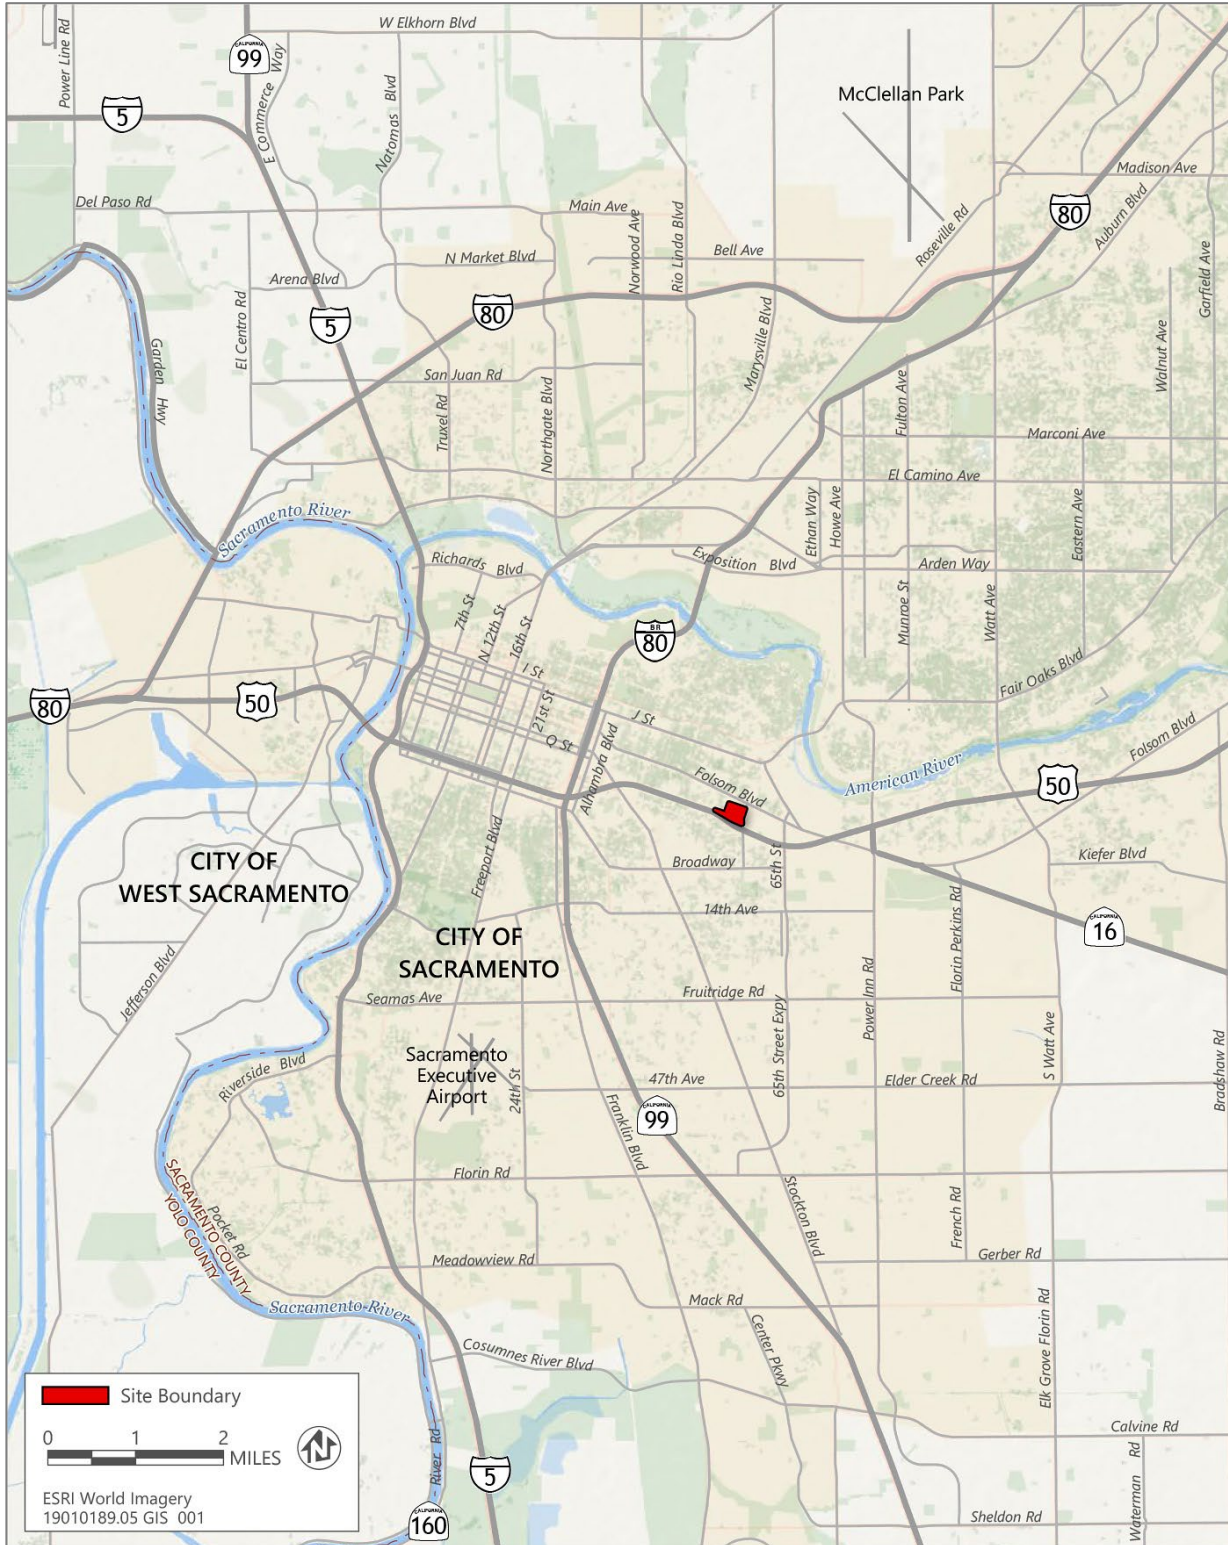 W Elkhorn Blvd
Power Line Rd
CALIFORNIA
99
E Commerce Way
Natomas Blvd
McClellan Park
5
Madison Ave
Del Paso Rd
Main Ave
Norwood Ave
Rio Linda Blvd
Roseville Rd
80
Auburn Blvd
Garfield Ave
N Market Blvd
Bell Ave
Arena Blvd
El Centro Rd
5
80
Marysville Blvd
Walnut Ave
Garden Hwy
San Juan Rd
Truxel Rd
Northgate Blvd
Fulton Ave
Marconi Ave
El Camino Ave
Sacramento River
Ethan Way
Howe Ave
Eastern Ave
Richards Blvd
Exposition Blvd
Arden Way
7th St
N 12th St
16th St
Munroe St
Watt Ave
BR
80
I St
Fair Oaks Blvd
80
50
21st St
J St
Q St
Alhambra Blvd
Folsom Blvd
Folsom Blvd
American River
50
CITY OF
WEST SACRAMENTO
Freeport Blvd
Broadway
65th St
Kiefer Blvd
14th Ave
Florin Perkins Rd
CALIFORNIA
16
CITY OF
SACRAMENTO
Jefferson Blvd
Seamas Ave
Fruitridge Rd
Power Inn Rd
65th Street Expy
S Watt Ave
Bradshaw Rd
Sacramento
Executive
Airport
Riverside Blvd
24th St
47th Ave
Elder Creek Rd
Franklin Blvd
CALIFORNIA
99
Florin Rd
Stockton Blvd
French Rd
SACRAMENTO COUNTY
YOLO COUNTY
Pocket Rd
Meadowview Rd
Gerber Rd
Sacramento River
Mack Rd
Center Pkwy
Elk Grove Florin Rd
Cosumnes River Blvd
Calvine Rd
Waterman Rd
River Rd
5
CALIFORNIA
160
Sheldon Rd
Site Boundary
0 1 2
MILES
N
ESRI World Imagery
19010189.05 GIS 001